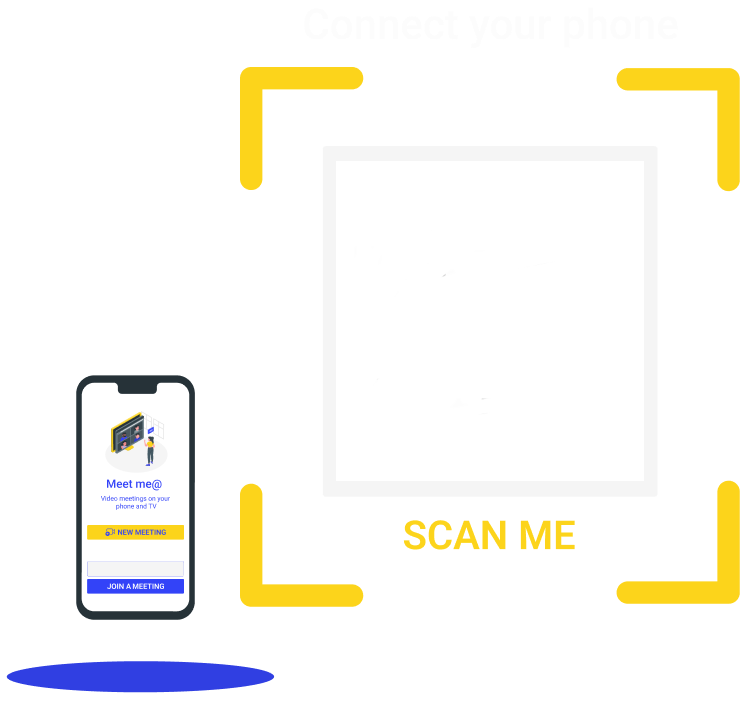 Connect your phone
Meet me@
Video meetings on your
phone and TV
NEW MEETING
JOIN A MEETING
SCAN ME